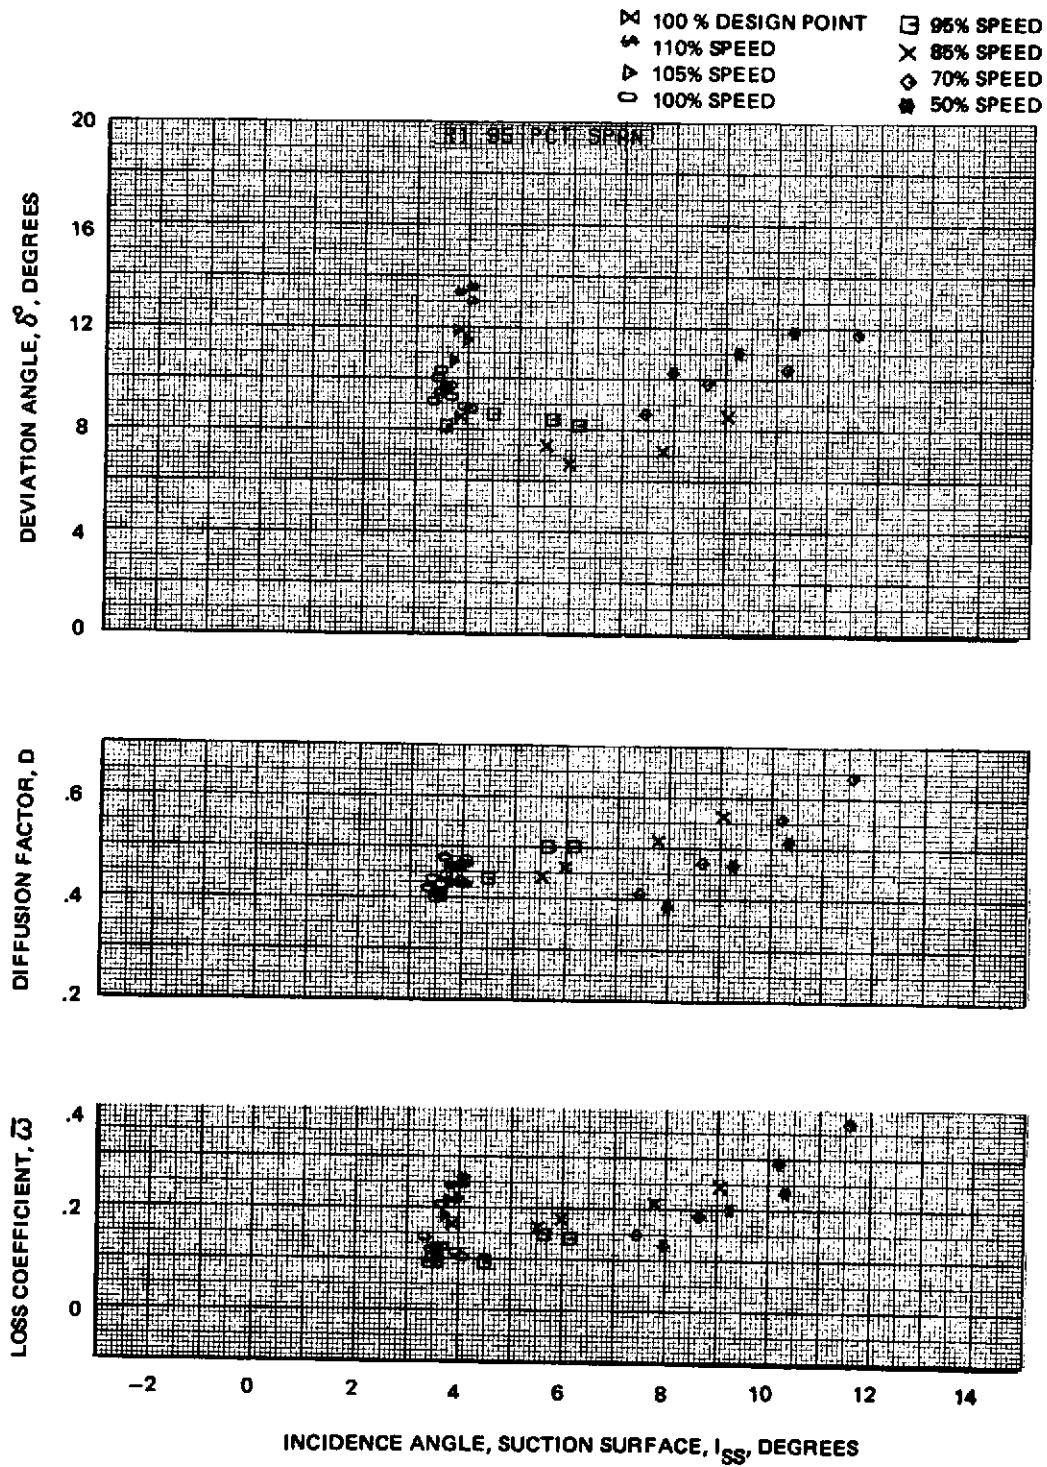 100 % DESIGN POINT
110% SPEED
105% SPEED
100% SPEED
95% SPEED
85% SPEED
70% SPEED
50% SPEED
R1 95 PCT SPAN
DEVIATION ANGLE, δ°, DEGREES
20
16
12
8
4
0
DIFFUSION FACTOR, D
.6
.4
.2
LOSS COEFFICIENT, ω̅
.4
.2
0
−2 0 2 4 6 8 10 12 14
INCIDENCE ANGLE, SUCTION SURFACE, ISS, DEGREES